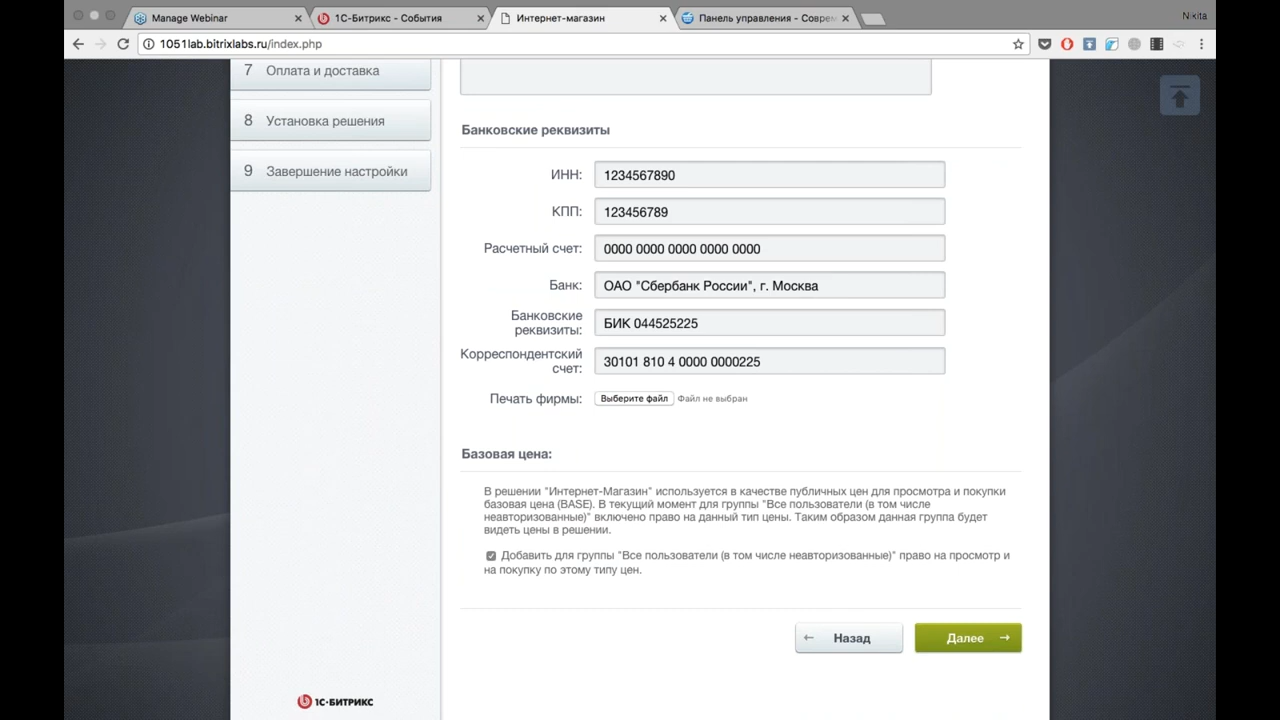 Manage Webinar
1С-Битрикс - События
Интернет-магазин
Панель управления - Соврем
Nikita
1051lab.bitrixlabs.ru/index.php
7 Оплата и доставка
8 Установка решения
9 Завершение настройки
Банковские реквизиты
ИНН: 1234567890
КПП: 123456789
Расчетный счет: 0000 0000 0000 0000 0000
Банк: ОАО "Сбербанк России", г. Москва
Банковские
реквизиты: БИК 044525225
Корреспондентский
счет: 30101 810 4 0000 0000225
Печать фирмы: Выберите файл Файл не выбран
Базовая цена:
В решении "Интернет-Магазин" используется в качестве публичных цен для просмотра и покупки
базовая цена (BASE). В текущий момент для группы "Все пользователи (в том числе
неавторизованные)" включено право на данный тип цены. Таким образом данная группа будет
видеть цены в решении.
Добавить для группы "Все пользователи (в том числе неавторизованные)" право на просмотр и
на покупку по этому типу цен.
Назад
Далее
1С-БИТРИКС